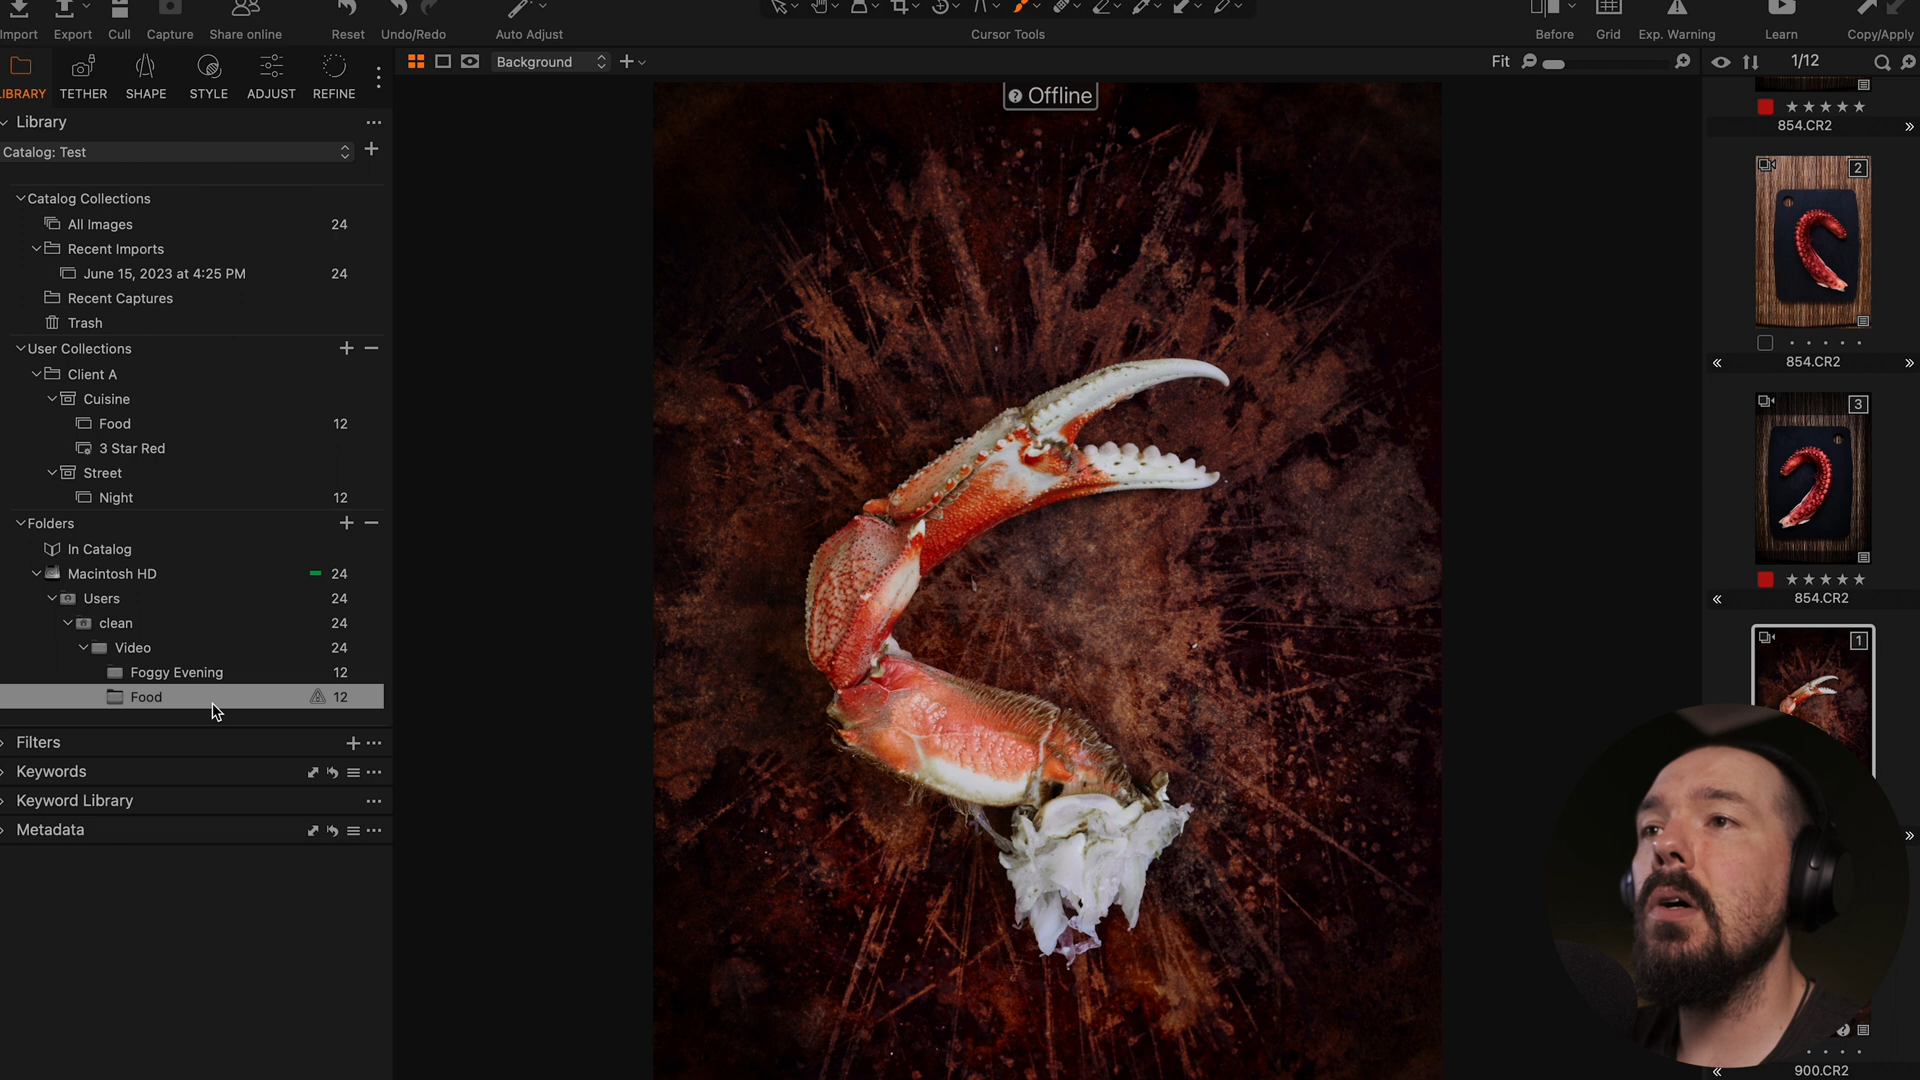 Import Export Cull Capture Share online Reset Undo/Redo Auto Adjust Cursor Tools Before Grid Exp. Warning Learn Copy/Apply
LIBRARY TETHER SHAPE STYLE ADJUST REFINE
Background
Fit
1/12
Library
Catalog: Test
Catalog Collections
All Images 24
Recent Imports
June 15, 2023 at 4:25 PM 24
Recent Captures
Trash
User Collections
Client A
Cuisine
Food 12
3 Star Red
Street
Night 12
Folders
In Catalog
Macintosh HD 24
Users 24
clean 24
Video 24
Foggy Evening 12
Food 12
Filters
Keywords
Keyword Library
Metadata
Offline
854.CR2
2
854.CR2
3
854.CR2
1
900.CR2